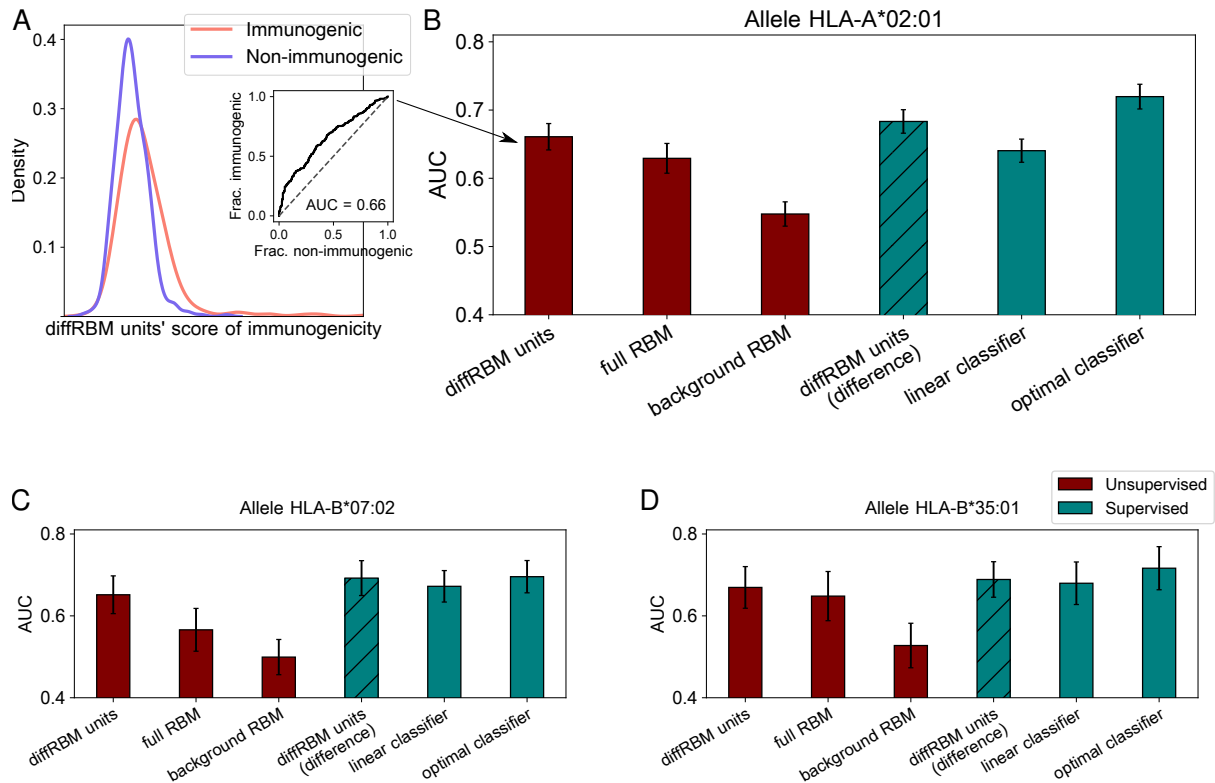 A
Immunogenic
Non-immunogenic
0.4
0.3
0.2
0.1
Density
diffRBM units' score of immunogenicity
1.0
0.5
0.0
Frac. immunogenic
AUC = 0.66
0.0 0.5 1.0
Frac. non-immunogenic
B
Allele HLA-A*02:01
0.8
0.7
0.6
0.5
0.4
AUC
diffRBM units
full RBM
background RBM
diffRBM units
(difference)
linear classifier
optimal classifier
C
Allele HLA-B*07:02
0.8
0.6
0.4
AUC
diffRBM units
full RBM
background RBM
diffRBM units
(difference)
linear classifier
optimal classifier
D
Allele HLA-B*35:01
Unsupervised
Supervised
0.8
0.6
0.4
AUC
diffRBM units
full RBM
background RBM
diffRBM units
(difference)
linear classifier
optimal classifier